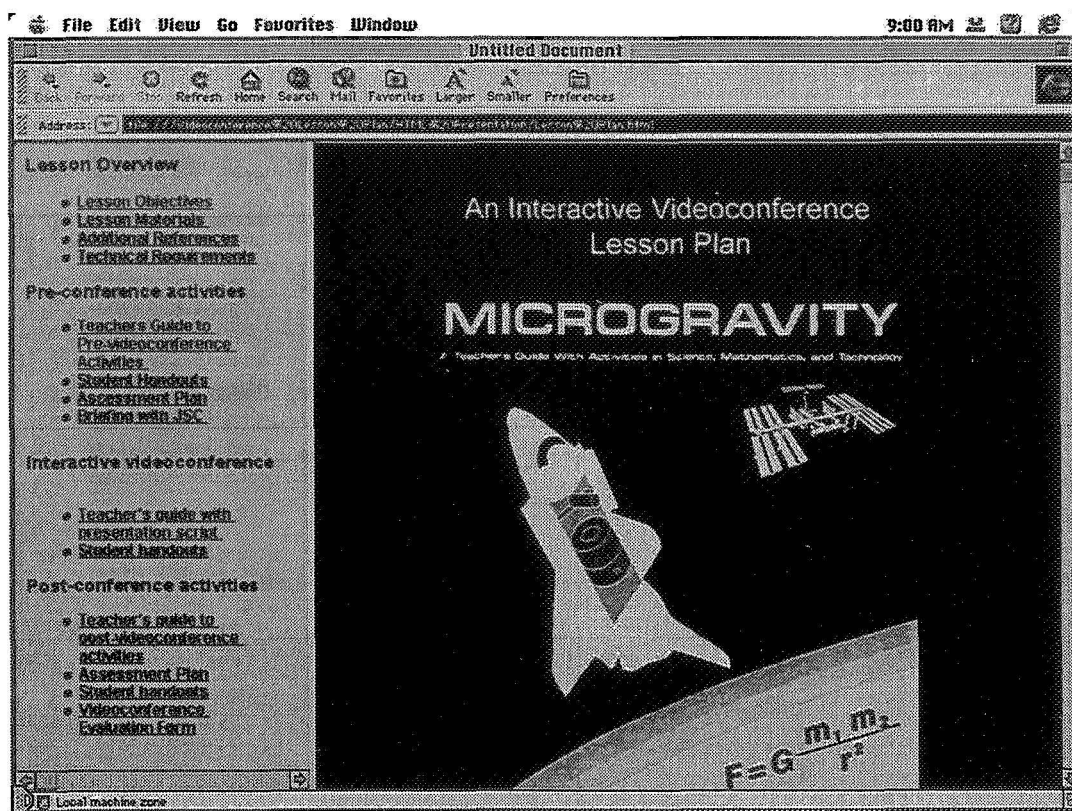 File Edit View Go Favorites Window 9:00 AM
Untitled Document
Back Forward Stop Refresh Home Search Mail Favorites Larger Smaller Preferences
Address:
Lesson Overview
Lesson Objectives
Lesson Materials
Additional References
Technical Requirements
Pre-conference activities
Teachers Guide to
Pre-videoconference
Activities
Student Handouts
Assessment Plan
Briefing with JSC
Interactive videoconference
Teacher's guide with
presentation script
Student handouts
Post-conference activities
Teacher's guide to
post-videoconference
activities
Assessment Plan
Student handouts
Videoconference
Evaluation Form
An Interactive Videoconference
Lesson Plan
MICROGRAVITY
A Teacher's Guide With Activities in Science, Mathematics, and Technology
F=G m₁ m₂ / r²
Local machine zone